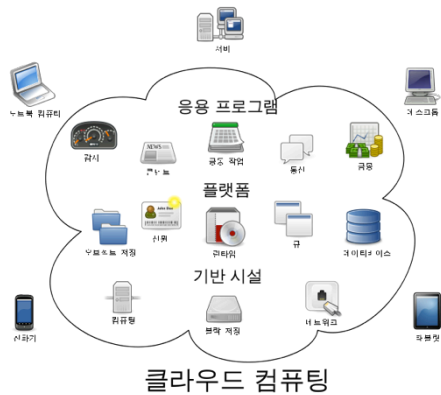 서버
노트북 컴퓨터
데스크톱
응용 프로그램
감시
콘텐트
공동 작업
통신
금융
플랫폼
오브젝트 저장
신원
런타임
큐
데이터베이스
기반 시설
컴퓨팅
블락 저장
네트워크
전화기
태블릿
클라우드 컴퓨팅